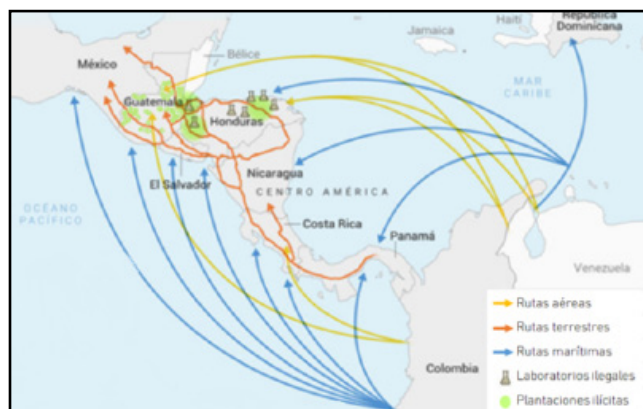 Haití
República
Dominicana
Jamaica
Bélice
México
MAR
CARIBE
Guatemala
Honduras
Nicaragua
El Salvador
CENTRO AMÉRICA
OCÉANO
PACÍFICO
Costa Rica
Panamá
Venezuela
Colombia
Rutas aéreas
Rutas terrestres
Rutas marítimas
Laboratorios ilegales
Plantaciones ilícitas